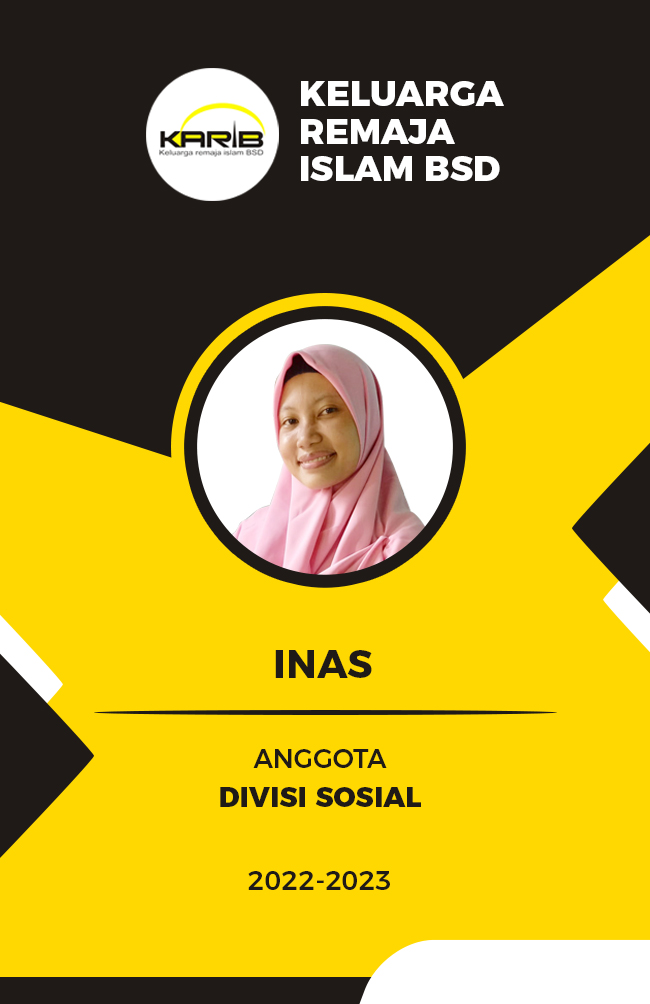 KARIB
Keluarga remaja islam BSD
KELUARGA
REMAJA
ISLAM BSD
INAS
ANGGOTA
DIVISI SOSIAL
2022-2023